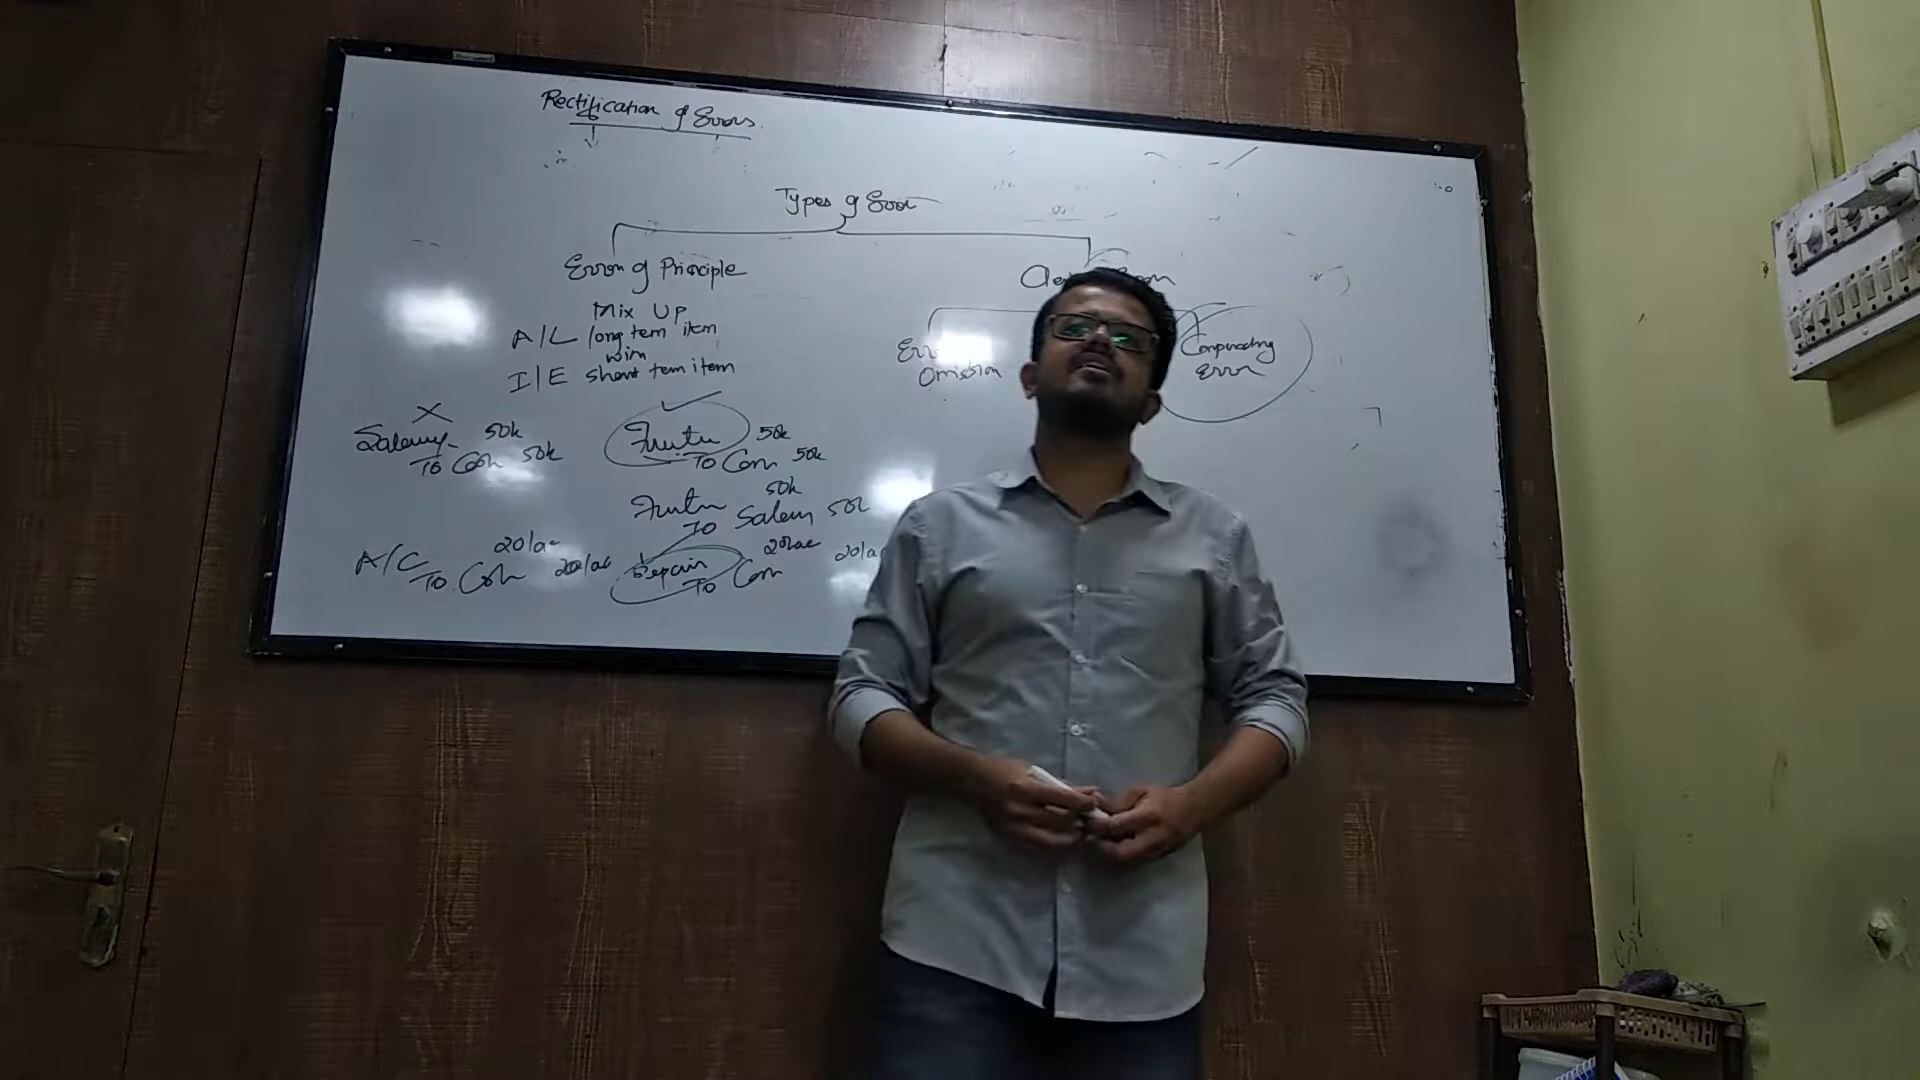 Rectification of Errors
Types of Error
Error of Principle
Mix UP
A/L long term item
with
I/E short term item
Error
Omission
Compensating
Error
X
Salary 50k
To Cash 50k
Furniture 50k
To Cash 50k
Furniture 50k
To Salary 50k
A/C 20lac
To Cash 20lac
Repair 20lac
To Cash 20lac